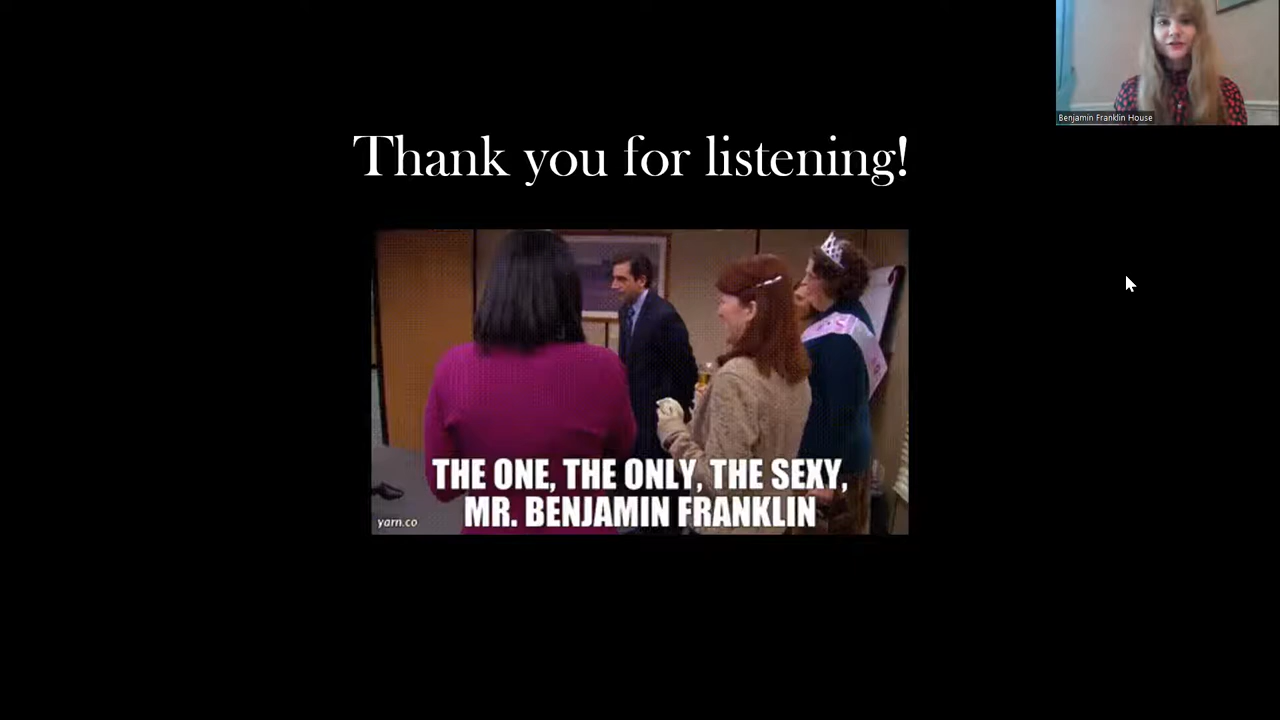 Benjamin Franklin House
Thank you for listening!
THE ONE, THE ONLY, THE SEXY,
MR. BENJAMIN FRANKLIN
yarn.co